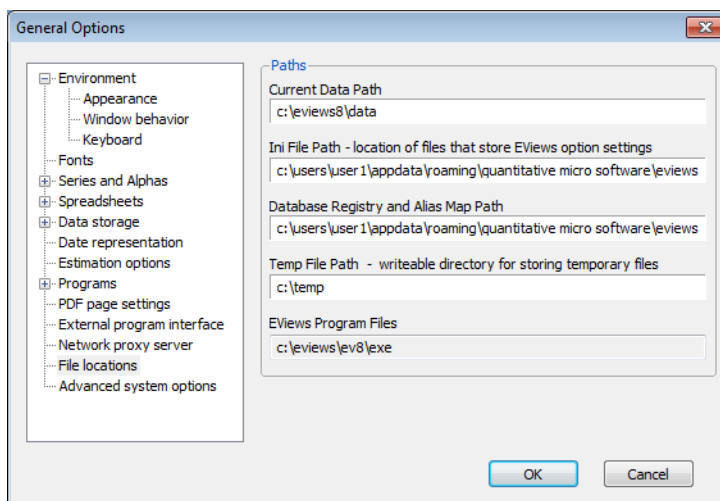 General Options
Environment
Appearance
Window behavior
Keyboard
Fonts
Series and Alphas
Spreadsheets
Data storage
Date representation
Estimation options
Programs
PDF page settings
External program interface
Network proxy server
File locations
Advanced system options
Paths
Current Data Path
c:\eviews8\data
Ini File Path - location of files that store EViews option settings
c:\users\user1\appdata\roaming\quantitative micro software\eviews
Database Registry and Alias Map Path
c:\users\user1\appdata\roaming\quantitative micro software\eviews
Temp File Path - writeable directory for storing temporary files
c:\temp
EViews Program Files
c:\eviews\ev8\exe
OK
Cancel